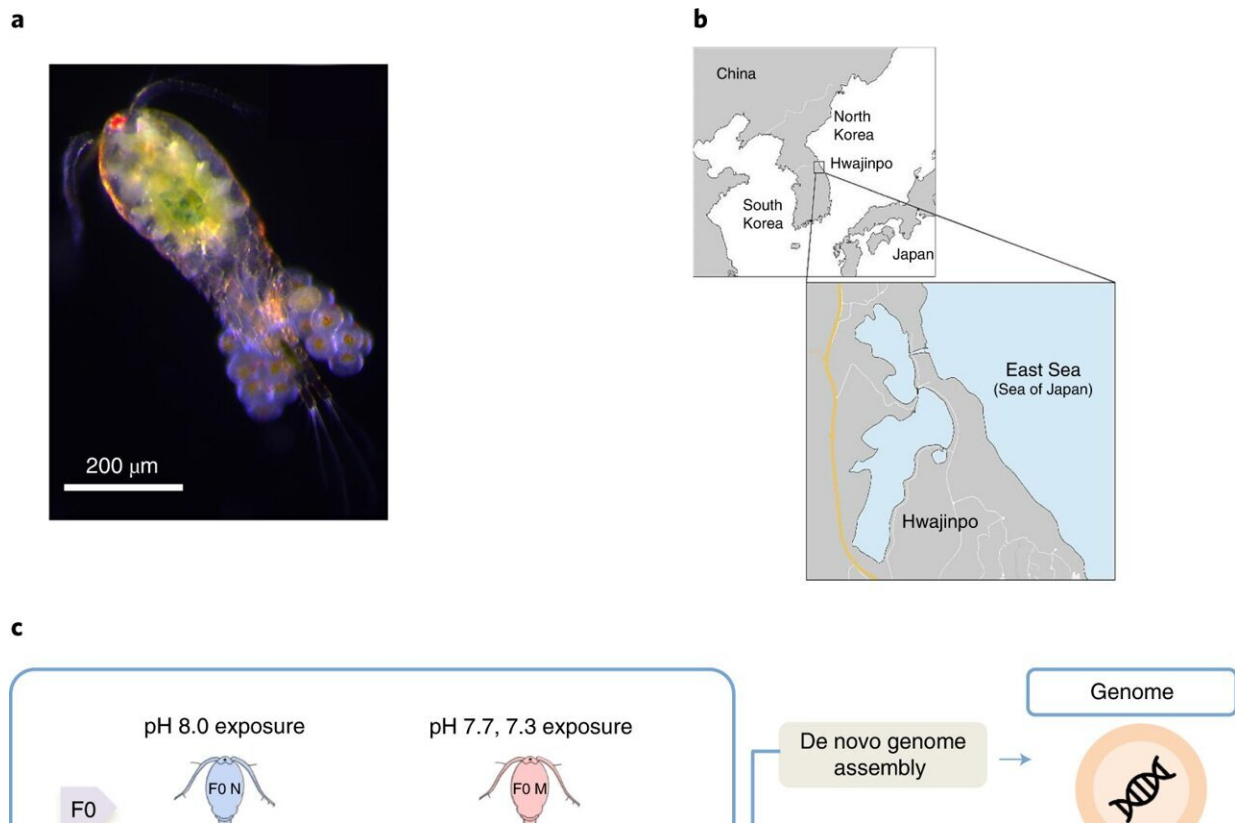 a
200 μm
b
China
North
Korea
Hwajinpo
South
Korea
Japan
East Sea
(Sea of Japan)
Hwajinpo
c
pH 8.0 exposure
pH 7.7, 7.3 exposure
F0
F0 N
F0 M
De novo genome
assembly
Genome